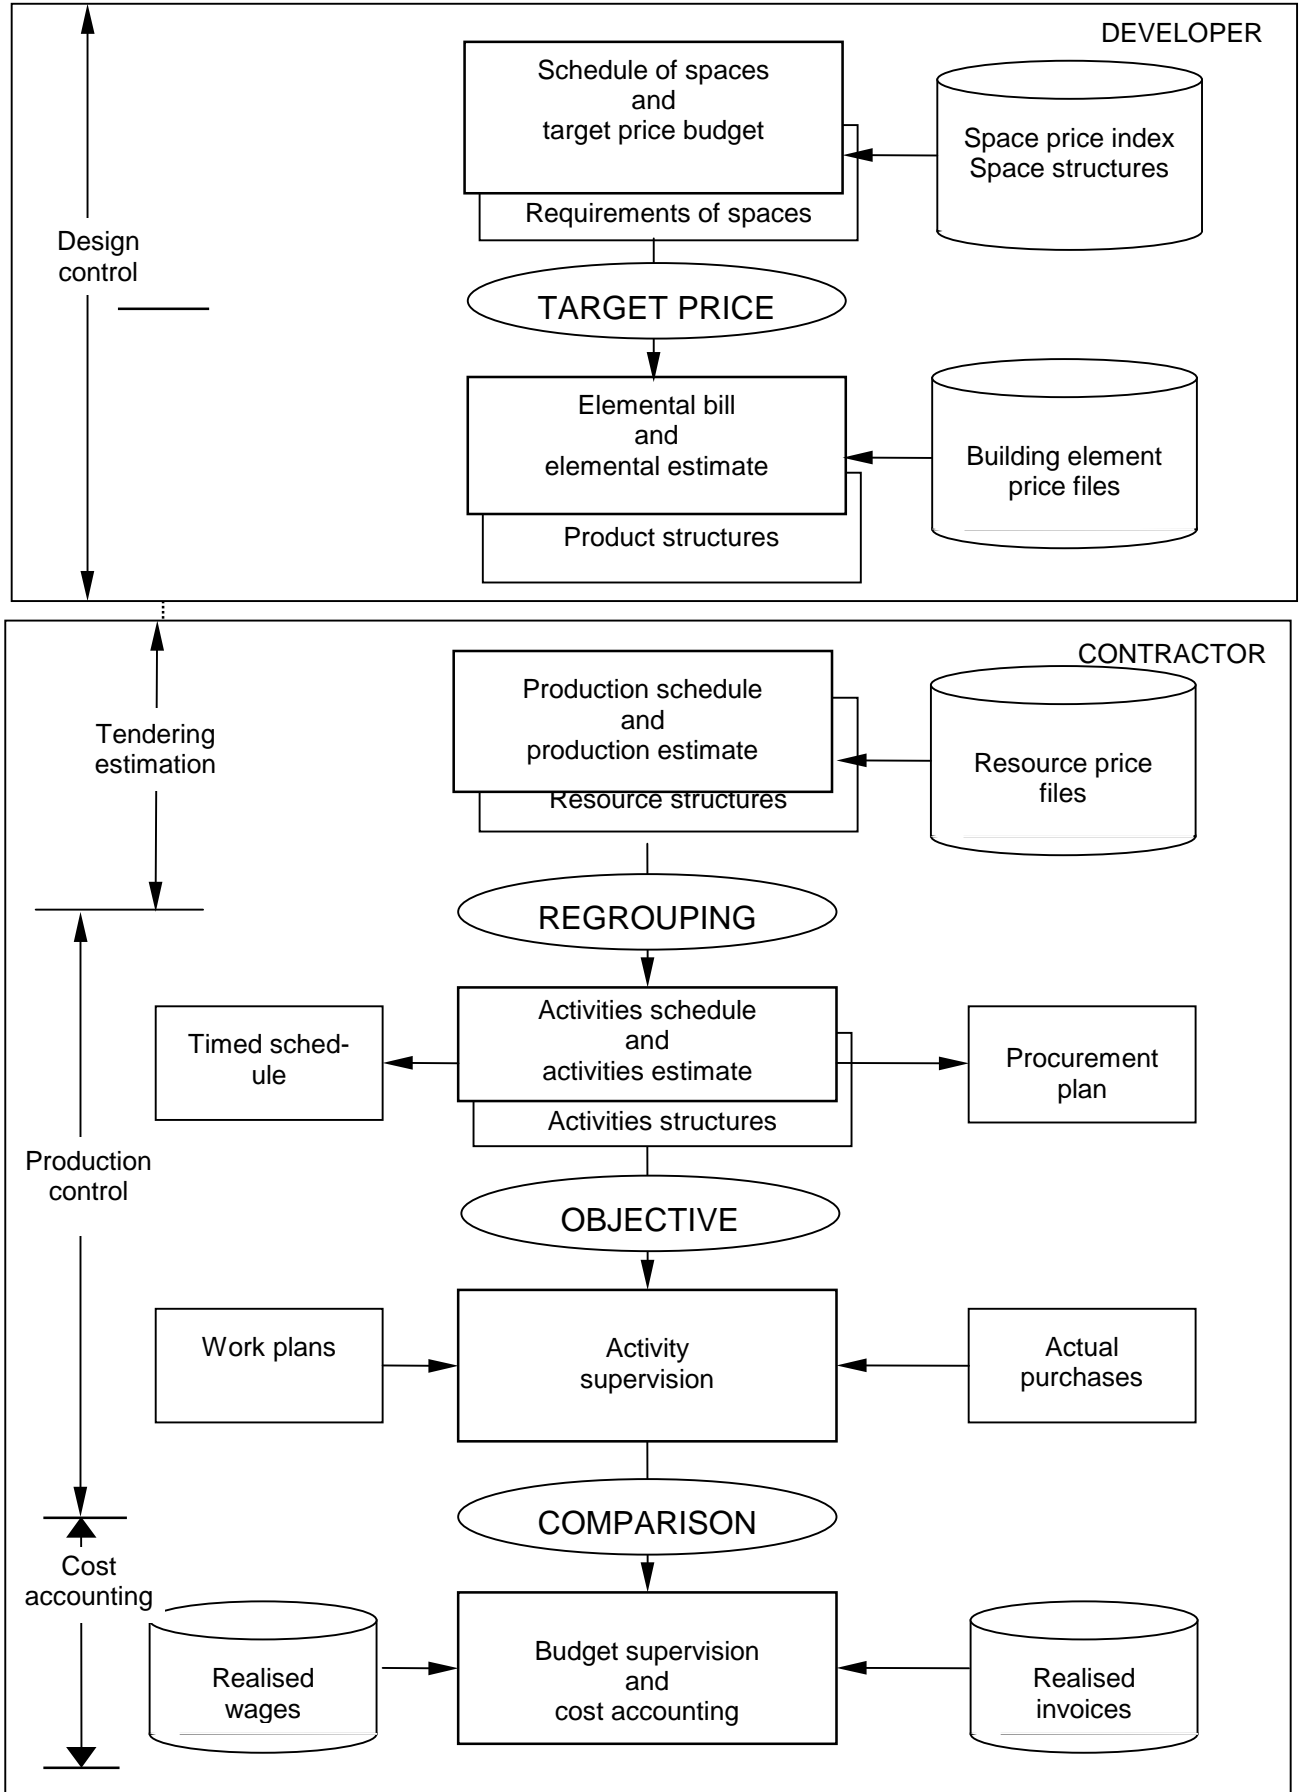 DEVELOPER
Schedule of spaces
and
target price budget
Requirements of spaces
Space price index
Space structures
Design
control
TARGET PRICE
Elemental bill
and
elemental estimate
Product structures
Building element
price files
CONTRACTOR
Production schedule
and
production estimate
Resource structures
Resource price
files
Tendering
estimation
REGROUPING
Activities schedule
and
activities estimate
Activities structures
Timed sched-
ule
Procurement
plan
Production
control
OBJECTIVE
Work plans
Activity
supervision
Actual
purchases
COMPARISON
Cost
accounting
Realised
wages
Budget supervision
and
cost accounting
Realised
invoices